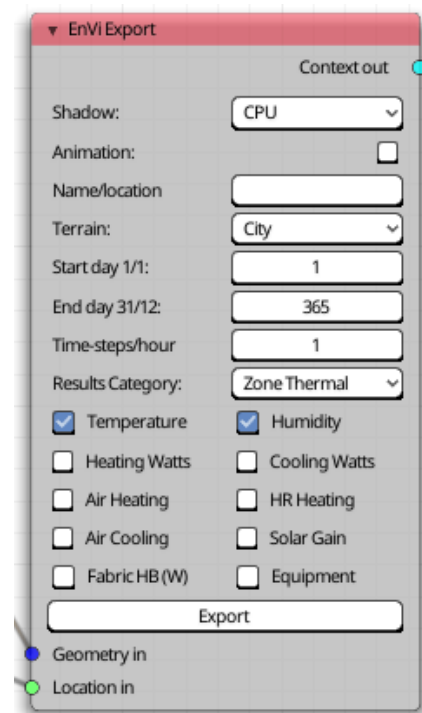 EnVi Export
Context out
Shadow: CPU
Animation:
Name/location
Terrain: City
Start day 1/1: 1
End day 31/12: 365
Time-steps/hour 1
Results Category: Zone Thermal
Temperature Humidity
Heating Watts Cooling Watts
Air Heating HR Heating
Air Cooling Solar Gain
Fabric HB (W) Equipment
Export
Geometry in
Location in